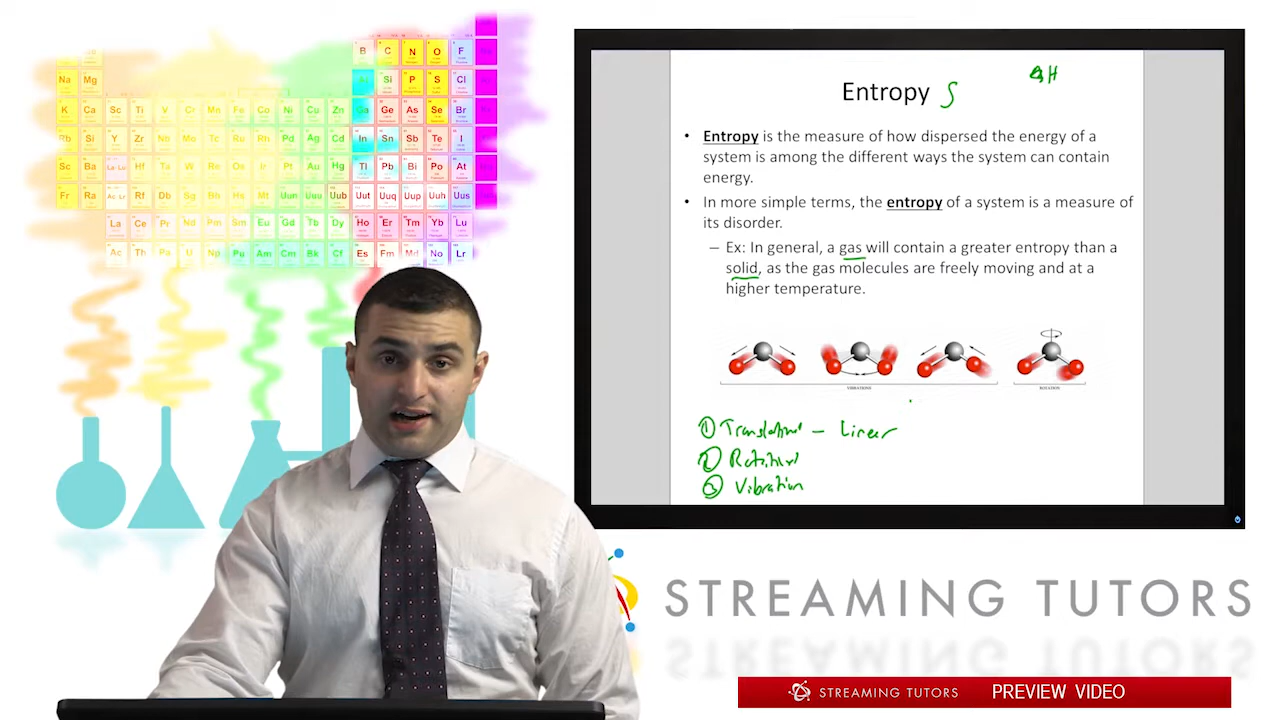 B C N O F
Na Mg Si P S Cl
K Ca Sc Ti V Cr Mn Fe Co Ni Cu Zn Ga Ge As Se Br
Rb Sr Y Zr Nb Mo Tc Ru Rh Pd Ag Cd In Sn Sb Te I
Ba Hf Ta W Re Os Ir Pt Au Hg Tl Pb Bi Po At
Fr Ra Rf Db Sg Bh Hs Mt Uun Uuu Uub Uut Uuq Uup Uuh Uus
La Ce Pr Nd Pm Sm Eu Gd Tb Dy Ho Er Tm Yb Lu
Ac Th Pa U Np Pu Am Cm Bk Cf Es Fm Md No Lr
Entropy S
ΔH
• Entropy is the measure of how dispersed the energy of a
system is among the different ways the system can contain
energy.
• In more simple terms, the entropy of a system is a measure of
its disorder.
– Ex: In general, a gas will contain a greater entropy than a
solid, as the gas molecules are freely moving and at a
higher temperature.
VIBRATIONS
ROTATION
① Translational – Linear
② Rotational
③ Vibration
STREAMING TUTORS
STREAMING TUTORS PREVIEW VIDEO